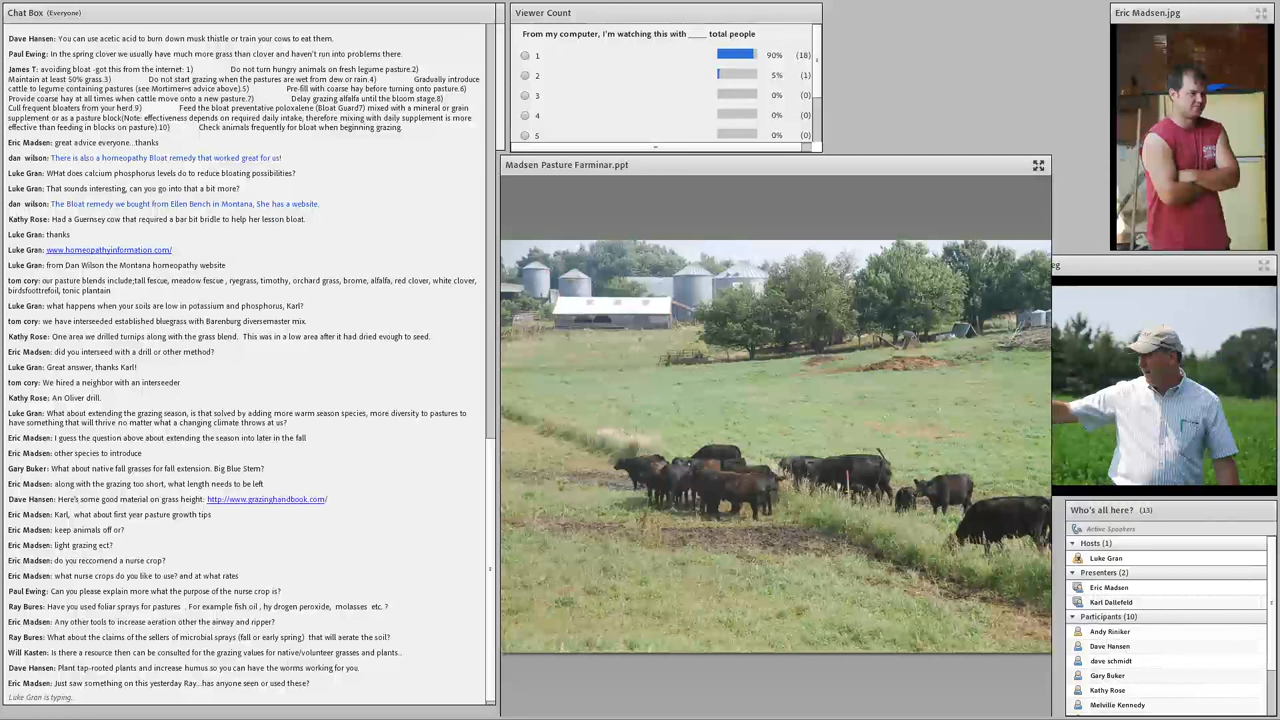 Chat Box (Everyone)
Dave Hansen: You can use acetic acid to burn down musk thistle or train your cows to eat them.
Paul Ewing: In the spring clover we usually have much more grass than clover and haven't run into problems there.
James T: avoiding bloat -got this from the internet: 1) Do not turn hungry animals on fresh legume pasture.2)
Maintain at least 50% grass.3) Do not start grazing when the pastures are wet from dew or rain.4) Gradually introduce
cattle to legume containing pastures (see Mortimer=s advice above).5) Pre-fill with coarse hay before turning onto pasture.6)
Provide coarse hay at all times when cattle move onto a new pasture.7) Delay grazing alfalfa until the bloom stage.8)
Cull frequent bloaters from your herd.9) Feed the bloat preventative poloxalene (Bloat Guard7) mixed with a mineral or grain
supplement or as a pasture block(Note: effectiveness depends on required daily intake, therefore mixing with daily supplement is more
effective than feeding in blocks on pasture).10) Check animals frequently for bloat when beginning grazing.
Eric Madsen: great advice everyone...thanks
dan wilson: There is also a homeopathy Bloat remedy that worked great for us!
Luke Gran: WHat does calcium phosphorus levels do to reduce bloating possibilities?
Luke Gran: That sounds interesting, can you go into that a bit more?
dan wilson: The Bloat remedy we bought from Ellen Bench in Montana, She has a website.
Kathy Rose: Had a Guernsey cow that required a bar bit bridle to help her lesson bloat.
Luke Gran: thanks
Luke Gran: www.homeopathyinformation.com/
Luke Gran: from Dan Wilson the Montana homeopathy website
tom cory: our pasture blends include;tall fescue, meadow fescue , ryegrass, timothy, orchard grass, brome, alfalfa, red clover, white clover,
birdsfoottrefoil, tonic plantain
Luke Gran: what happens when your soils are low in potassium and phosphorus, Karl?
tom cory: we have interseeded established bluegrass with Barenburg diversemaster mix.
Kathy Rose: One area we drilled turnips along with the grass blend. This was in a low area after it had dried evough to seed.
Eric Madsen: did you interseed with a drill or other method?
Luke Gran: Great answer, thanks Karl!
tom cory: We hired a neighbor with an interseeder
Kathy Rose: An Oliver drill.
Luke Gran: What about extending the grazing season, is that solved by adding more warm season species, more diversity to pastures to
have something that will thrive no matter what a changing climate throws at us?
Eric Madsen: I guess the question above about extending the season into later in the fall
Eric Madsen: other species to introduce
Gary Buker: What about native fall grasses for fall extension. Big Blue Stem?
Eric Madsen: along with the grazing too short, what length needs to be left
Dave Hansen: Here's some good material on grass height: http://www.grazinghandbook.com/
Eric Madsen: Karl, what about first year pasture growth tips
Eric Madsen: keep animals off or?
Eric Madsen: light grazing ect?
Eric Madsen: do you reccomend a nurse crop?
Eric Madsen: what nurse crops do you like to use? and at what rates
Paul Ewing: Can you please explain more what the purpose of the nurse crop is?
Ray Bures: Have you used foliar sprays for pastures . For example fish oil , hy drogen peroxide, molasses etc. ?
Eric Madsen: Any other tools to increase aeration other the airway and ripper?
Ray Bures: What about the claims of the sellers of microbial sprays (fall or early spring) that will aerate the soil?
Will Kasten: Is there a resource then can be consulted for the grazing values for native/volunteer grasses and plants..
Dave Hansen: Plant tap-rooted plants and increase humus so you can have the worms working for you.
Eric Madsen: Just saw something on this yesterday Ray...has anyone seen or used these?
Luke Gran is typing..
Viewer Count
From my computer, I'm watching this with ____ total people
1 90% (18)
2 5% (1)
3 0% (0)
4 0% (0)
5 0% (0)
Madsen Pasture Farminar.ppt
Eric Madsen.jpg
eg
Who's all here? (13)
Active Speakers
Hosts (1)
Luke Gran
Presenters (2)
Eric Madsen
Karl Dallefeld
Participants (10)
Andy Riniker
Dave Hansen
dave schmidt
Gary Buker
Kathy Rose
Melville Kennedy